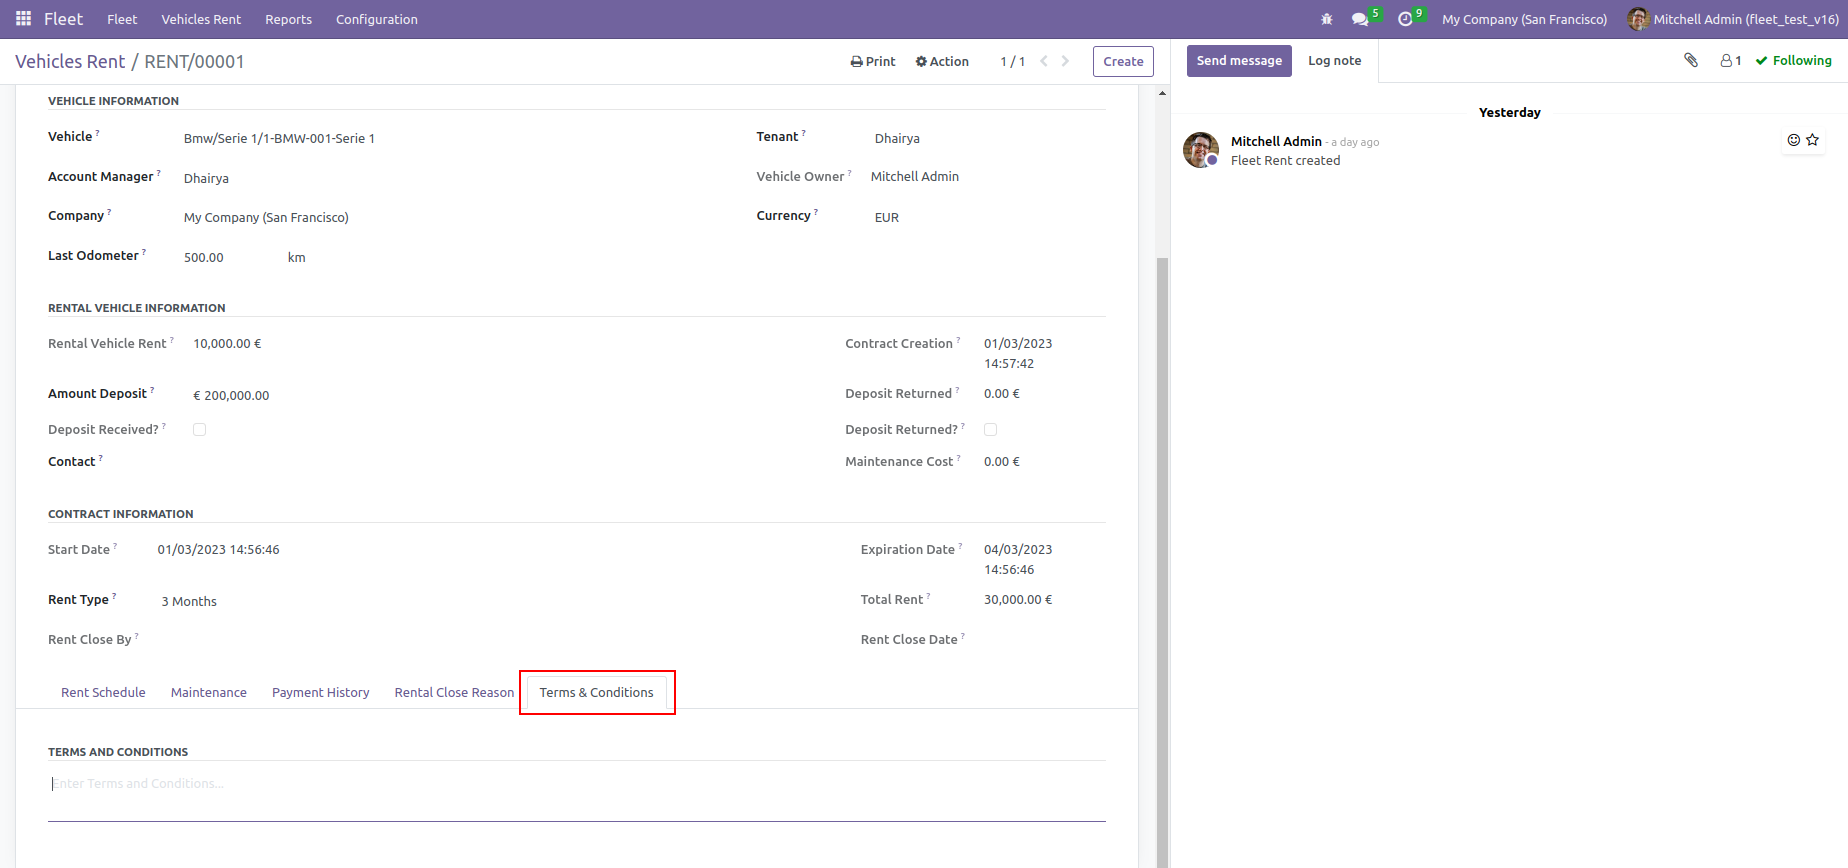 Fleet Fleet Vehicles Rent Reports Configuration 5 9 My Company (San Francisco) Mitchell Admin (fleet_test_v16)
Vehicles Rent / RENT/00001 Print Action 1 / 1 Create Send message Log note 1 Following
VEHICLE INFORMATION
Vehicle ? Bmw/Serie 1/1-BMW-001-Serie 1 Tenant ? Dhairya
Account Manager ? Dhairya Vehicle Owner ? Mitchell Admin
Company ? My Company (San Francisco) Currency ? EUR
Last Odometer ? 500.00 km
RENTAL VEHICLE INFORMATION
Rental Vehicle Rent ? 10,000.00 € Contract Creation ? 01/03/2023
14:57:42
Amount Deposit ? € 200,000.00 Deposit Returned ? 0.00 €
Deposit Received? ? Deposit Returned? ?
Contact ? Maintenance Cost ? 0.00 €
CONTRACT INFORMATION
Start Date ? 01/03/2023 14:56:46 Expiration Date ? 04/03/2023
14:56:46
Rent Type ? 3 Months Total Rent ? 30,000.00 €
Rent Close By ? Rent Close Date ?
Rent Schedule Maintenance Payment History Rental Close Reason Terms & Conditions
TERMS AND CONDITIONS
Enter Terms and Conditions...
Yesterday
Mitchell Admin - a day ago
Fleet Rent created